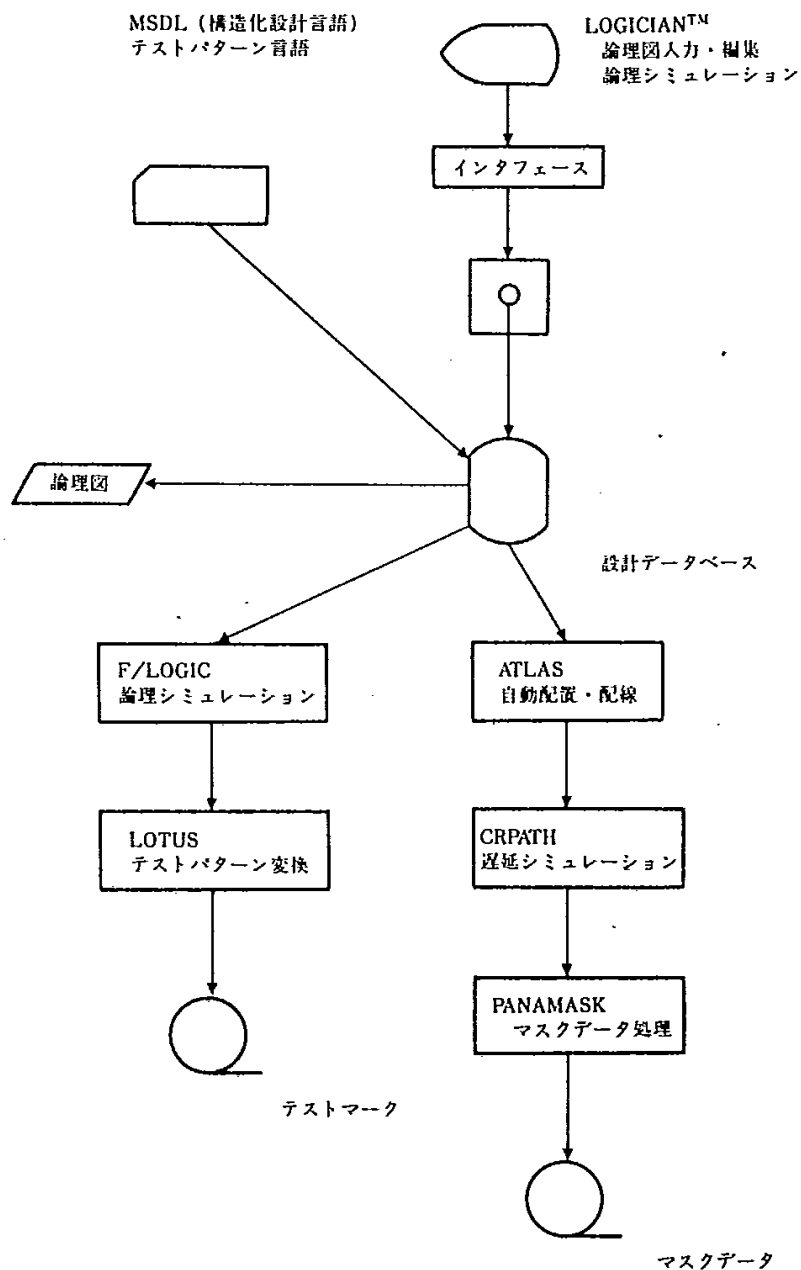 MSDL (構造化設計言語)
テストパターン言語
LOGICIAN™
論理図入力・編集
論理シミュレーション
インタフェース
論理図
設計データベース
F/LOGIC
論理シミュレーション
ATLAS
自動配置・配線
LOTUS
テストパターン変換
CRPATH
遅延シミュレーション
PANAMASK
マスクデータ処理
テストマーク
マスクデータ